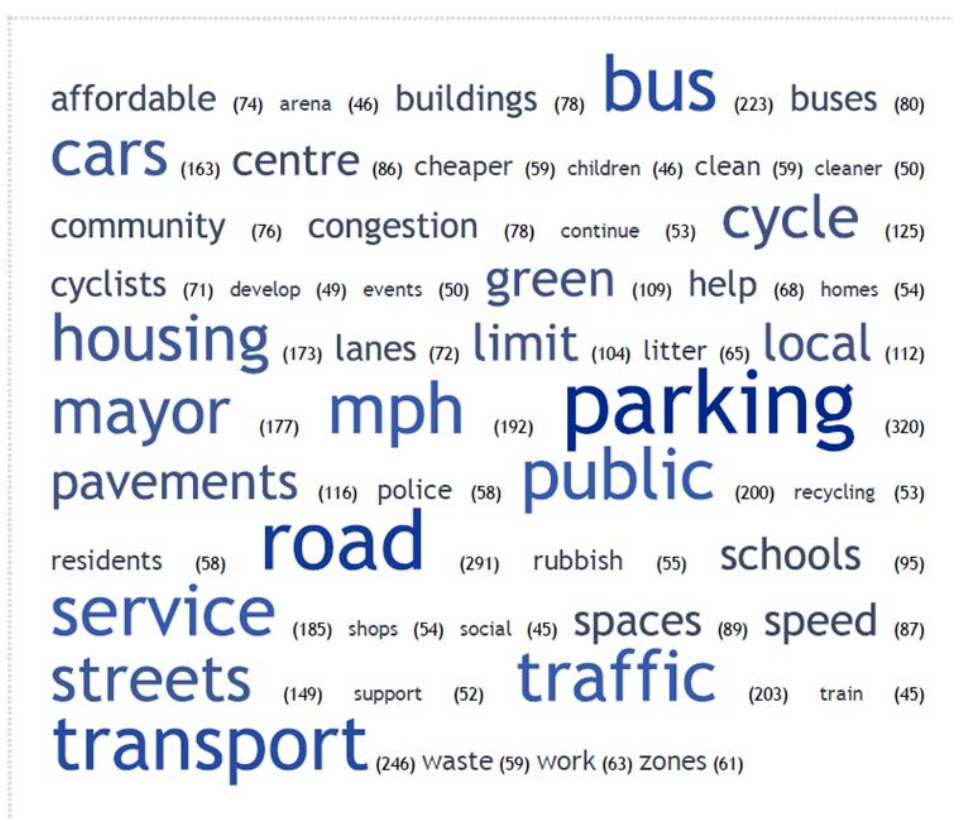 affordable (74) arena (46) buildings (78) bus (223) buses (80)
cars (163) centre (86) cheaper (59) children (46) clean (59) cleaner (50)
community (76) congestion (78) continue (53) cycle (125)
cyclists (71) develop (49) events (50) green (109) help (68) homes (54)
housing (173) lanes (72) limit (104) litter (65) local (112)
mayor (177) mph (192) parking (320)
pavements (116) police (58) public (200) recycling (53)
residents (58) road (291) rubbish (55) schools (95)
service (185) shops (54) social (45) spaces (89) speed (87)
streets (149) support (52) traffic (203) train (45)
transport (246) waste (59) work (63) zones (61)